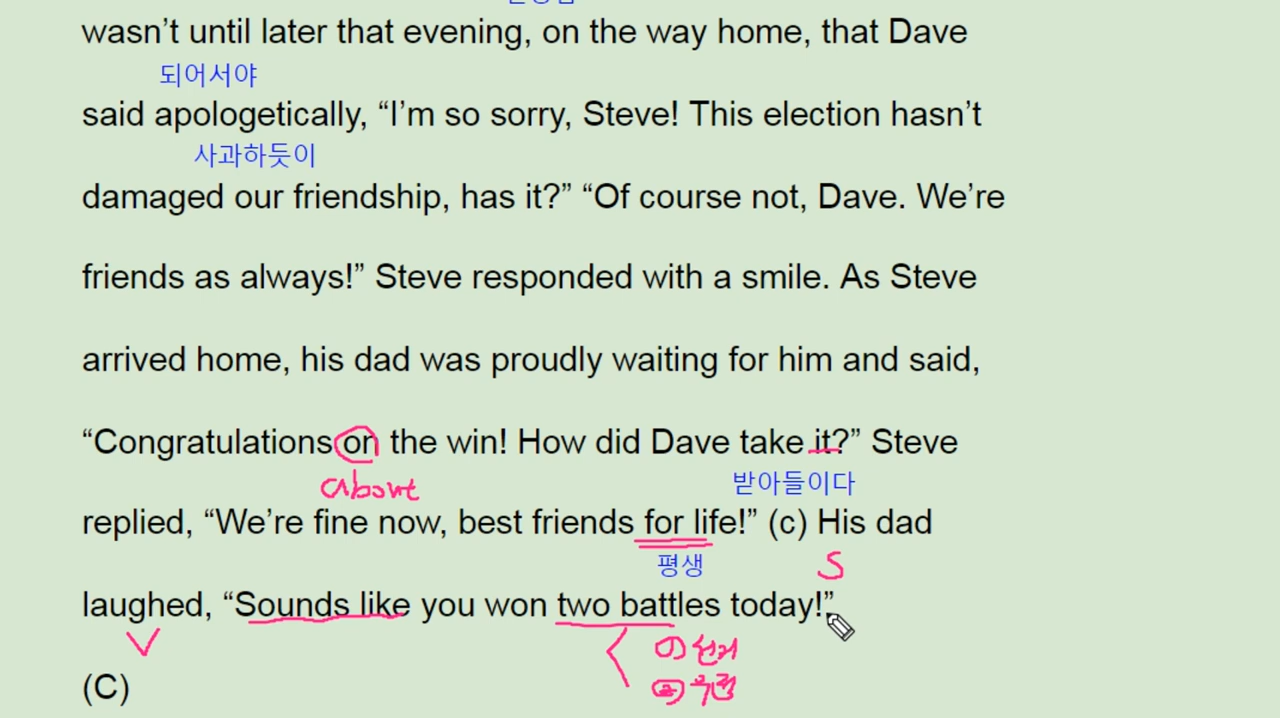 wasn’t until later that evening, on the way home, that Dave
되어서야
said apologetically, “I’m so sorry, Steve! This election hasn’t
사과하듯이
damaged our friendship, has it?” “Of course not, Dave. We’re
friends as always!” Steve responded with a smile. As Steve
arrived home, his dad was proudly waiting for him and said,
“Congratulations on the win! How did Dave take it?” Steve
about 받아들이다
replied, “We’re fine now, best friends for life!” (c) His dad
평생 S
laughed, “Sounds like you won two battles today!”
V ① 선거
(C) ② 우정